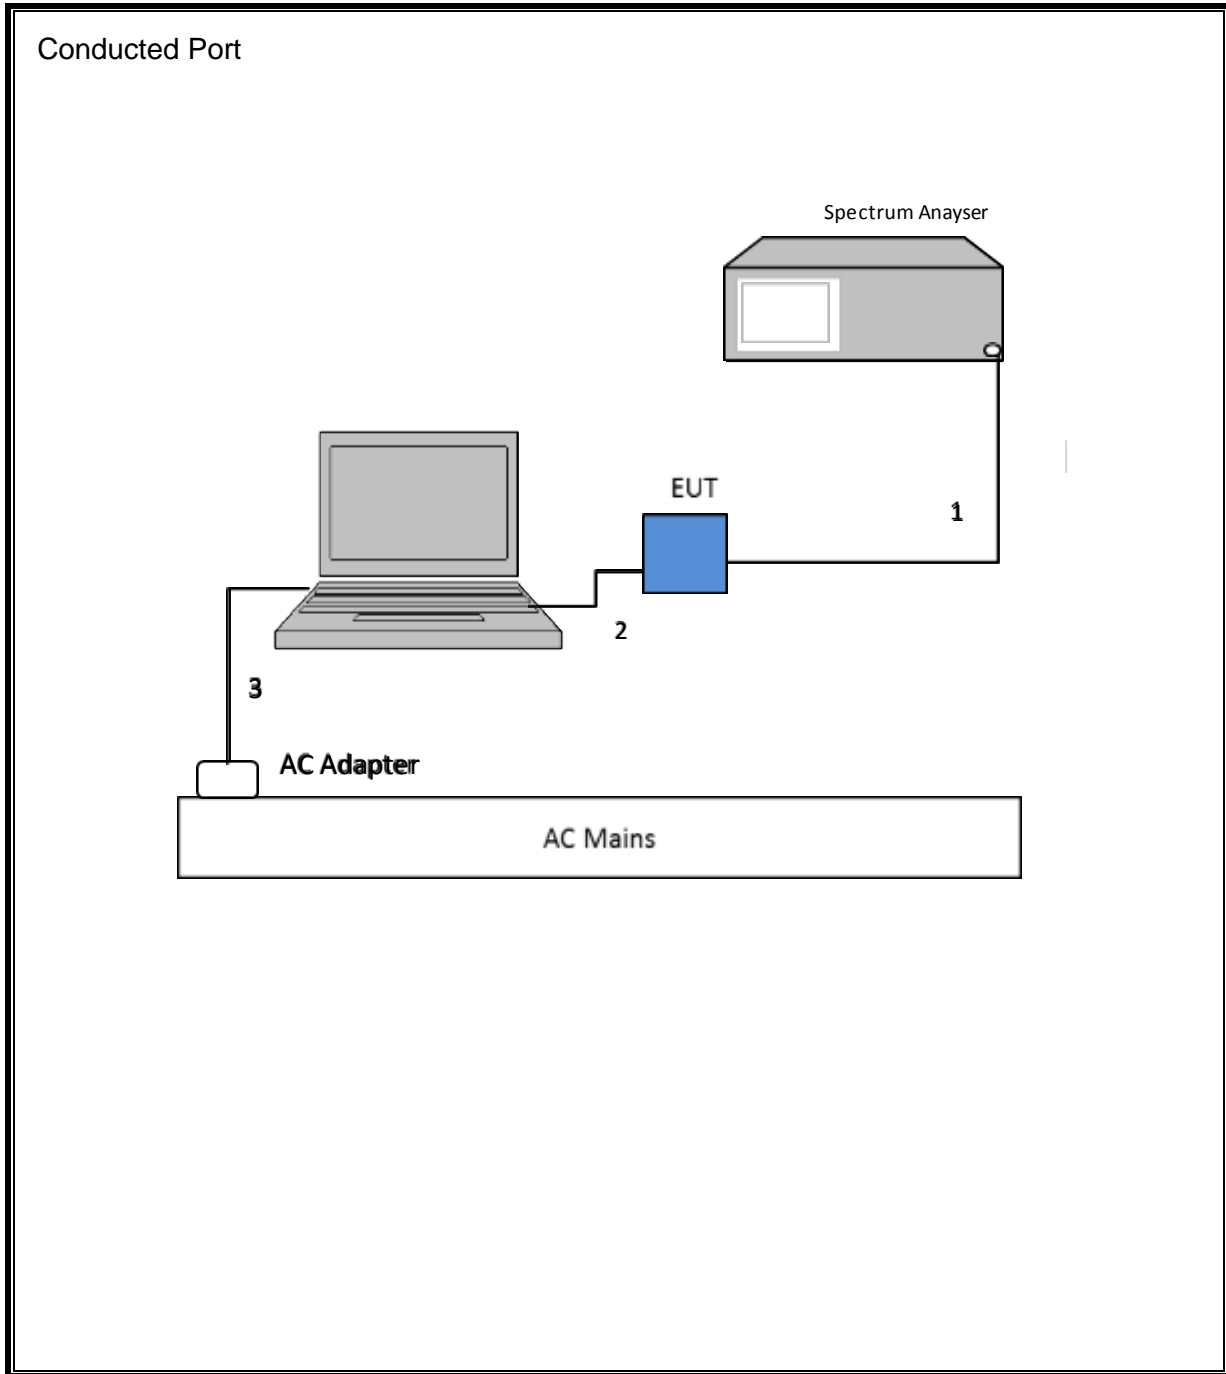 Conducted Port
Spectrum Anayser
EUT
1
2
3
AC Adapter
AC Mains